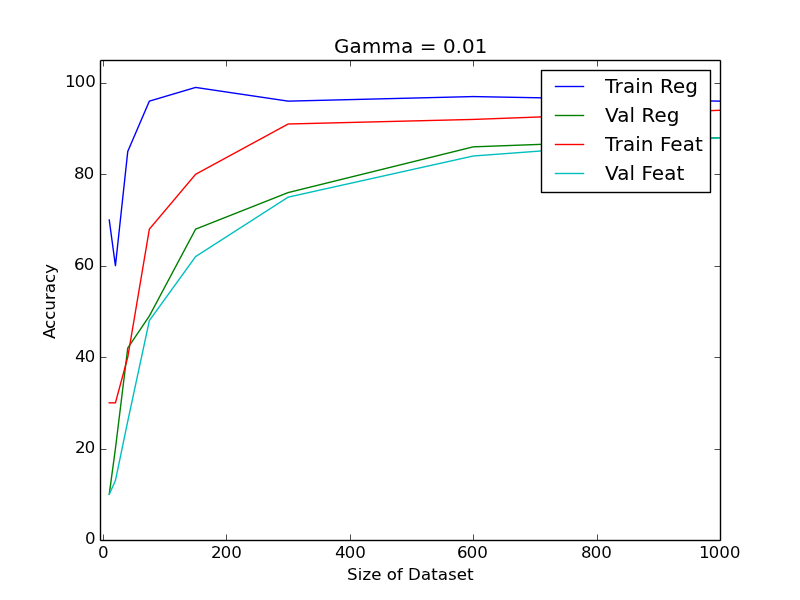 Gamma = 0.01
100
80
60
40
20
0
Accuracy
Train Reg
Val Reg
Train Feat
Val Feat
0 200 400 600 800 1000
Size of Dataset